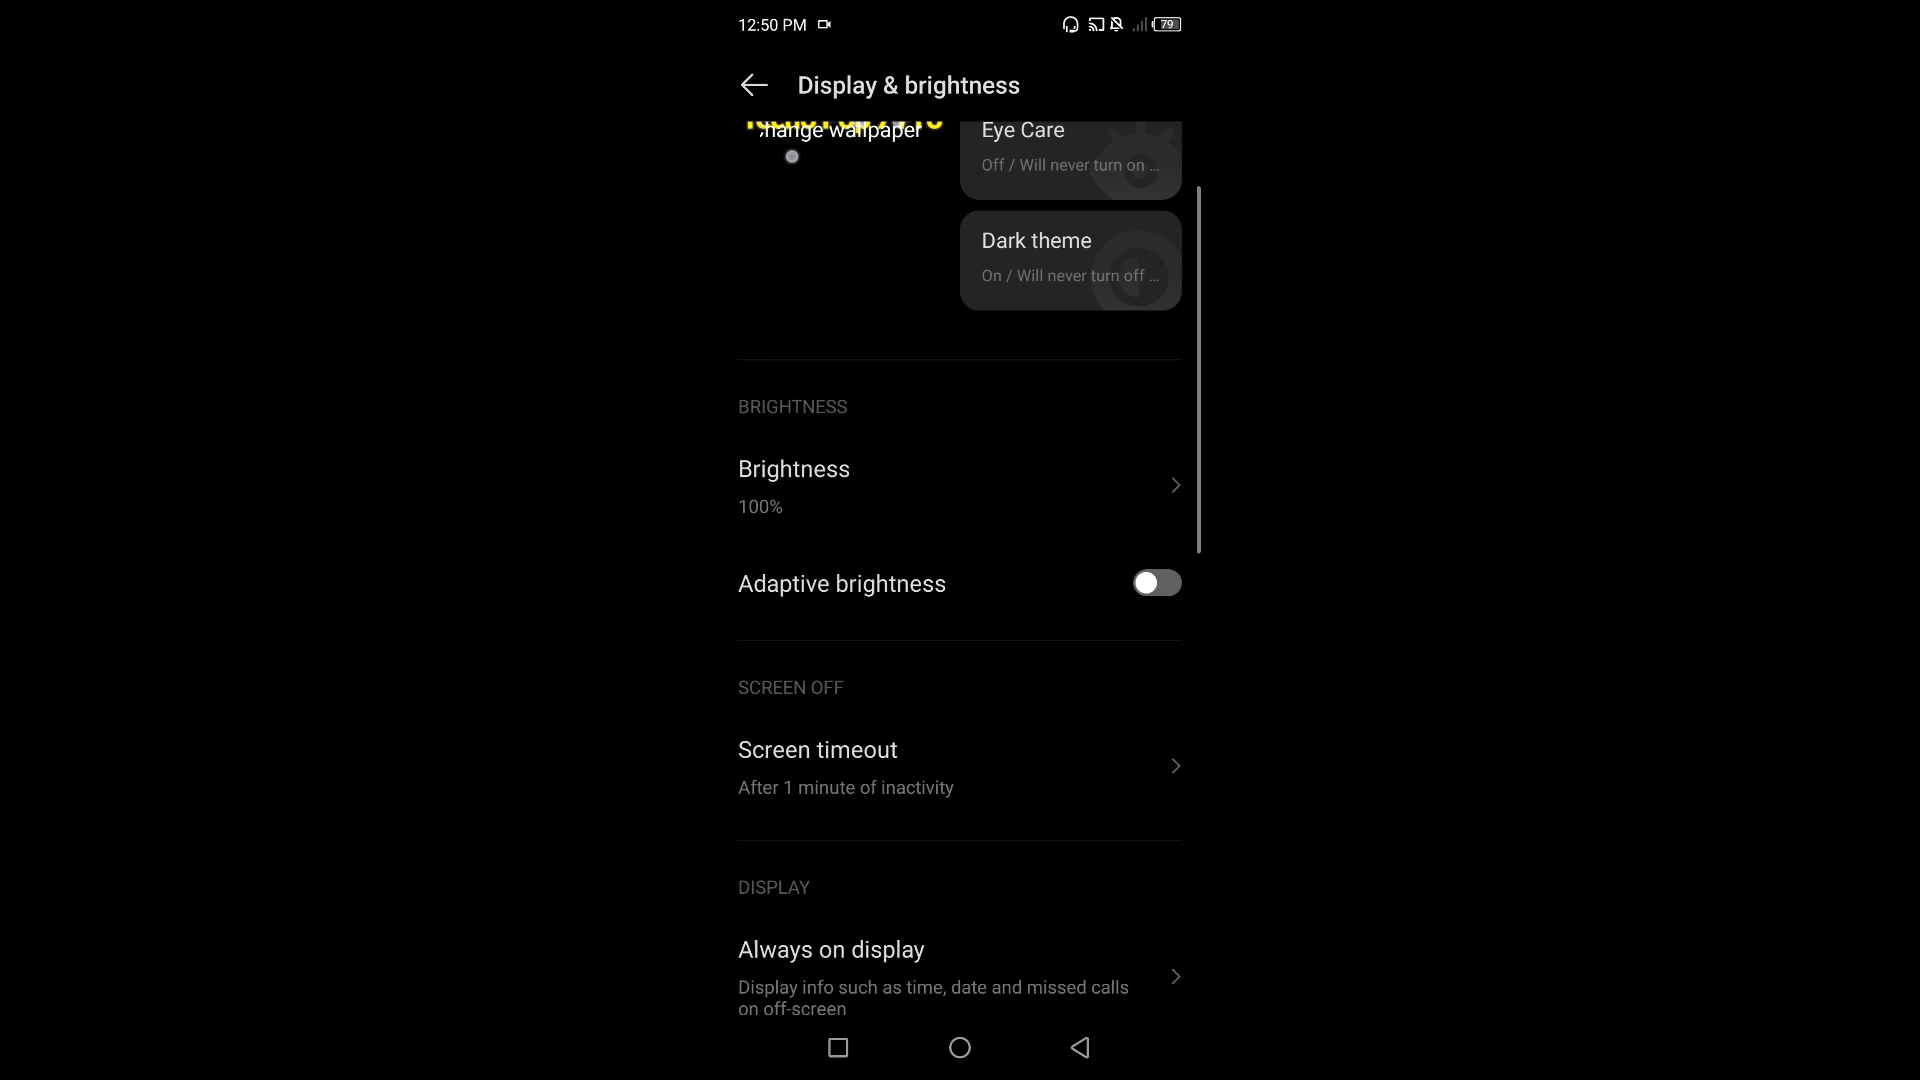 12:50 PM
79
Display & brightness
hange wallpaper
Eye Care
Off / Will never turn on ...
Dark theme
On / Will never turn off ...
BRIGHTNESS
Brightness
100%
Adaptive brightness
SCREEN OFF
Screen timeout
After 1 minute of inactivity
DISPLAY
Always on display
Display info such as time, date and missed calls
on off-screen